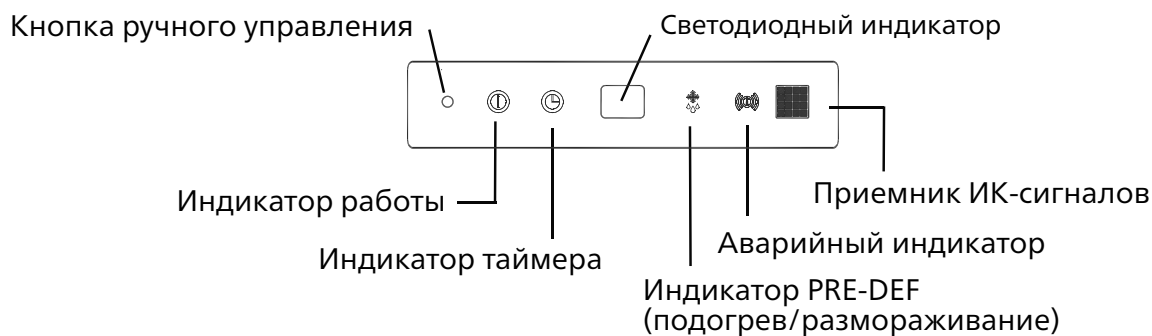 Кнопка ручного управления
Светодиодный индикатор
Индикатор работы
Приемник ИК-сигналов
Индикатор таймера
Аварийный индикатор
Индикатор PRE-DEF
(подогрев/размораживание)